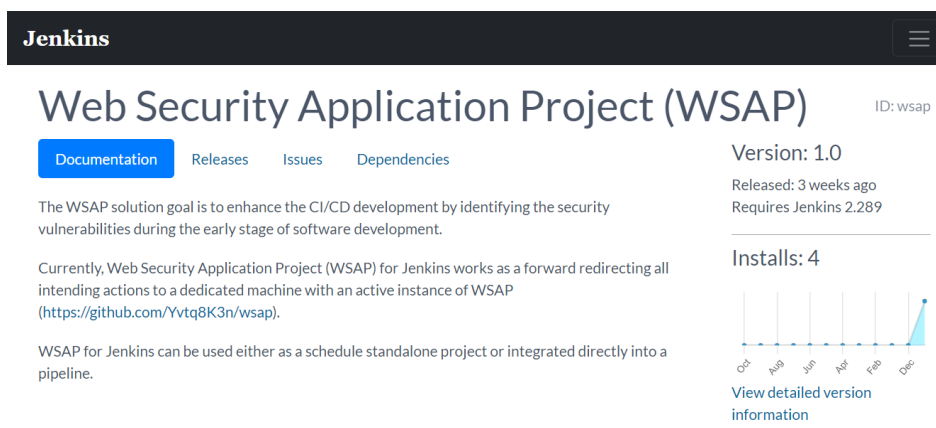 Jenkins
Web Security Application Project (WSAP)
ID: wsap
Documentation
Releases
Issues
Dependencies
The WSAP solution goal is to enhance the CI/CD development by identifying the security
vulnerabilities during the early stage of software development.
Currently, Web Security Application Project (WSAP) for Jenkins works as a forward redirecting all
intending actions to a dedicated machine with an active instance of WSAP
(https://github.com/Yvtq8K3n/wsap).
WSAP for Jenkins can be used either as a schedule standalone project or integrated directly into a
pipeline.
Version: 1.0
Released: 3 weeks ago
Requires Jenkins 2.289
Installs: 4
Oct
Aug
Jun
Apr
Feb
Dec
View detailed version
information